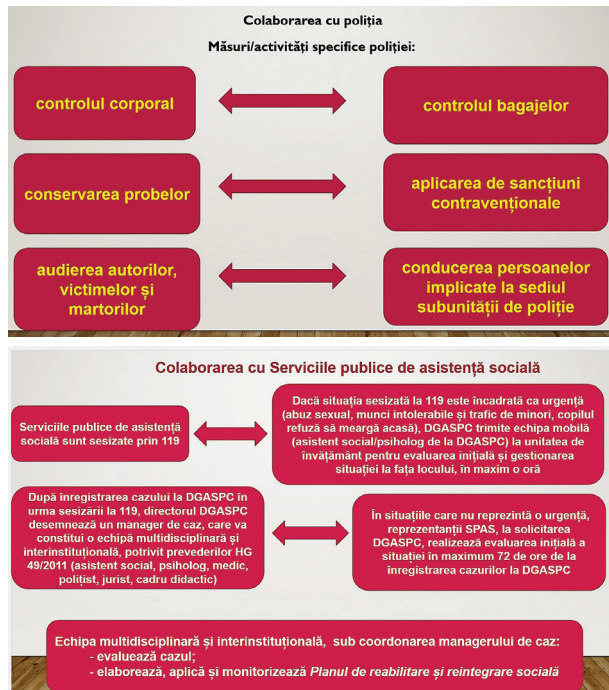 Colaborarea cu poliția
Măsuri/activități specifice poliției:
controlul corporal
controlul bagajelor
conservarea probelor
aplicarea de sancțiuni
contravenționale
audierea autorilor,
victimelor și
martorilor
conducerea persoanelor
implicate la sediul
subunității de poliție
Colaborarea cu Serviciile publice de asistență socială
Serviciile publice de asistență
socială sunt sesizate prin 119
Dacă situația sesizată la 119 este încadrată ca urgență
(abuz sexual, munci intolerabile și trafic de minori, copilul
refuză să meargă acasă), DGASPC trimite echipa mobilă
(asistent social/psiholog de la DGASPC) la unitatea de
învățământ pentru evaluarea inițială și gestionarea
situației la fața locului, în maxim o oră
După înregistrarea cazului la DGASPC în
urma sesizării la 119, directorul DGASPC
desemnează un manager de caz, care va
constitui o echipă multidisciplinară și
interinstituțională, potrivit prevederilor HG
49/2011 (asistent social, psiholog, medic,
polițist, jurist, cadru didactic)
În situațiile care nu reprezintă o urgență,
reprezentanții SPAS, la solicitarea
DGASPC, realizează evaluarea inițială a
situației în maximum 72 de ore de la
înregistrarea cazurilor la DGASPC
Echipa multidisciplinară și interinstituțională, sub coordonarea managerului de caz:
- evaluează cazul;
- elaborează, aplică și monitorizează Planul de reabilitare și reintegrare socială